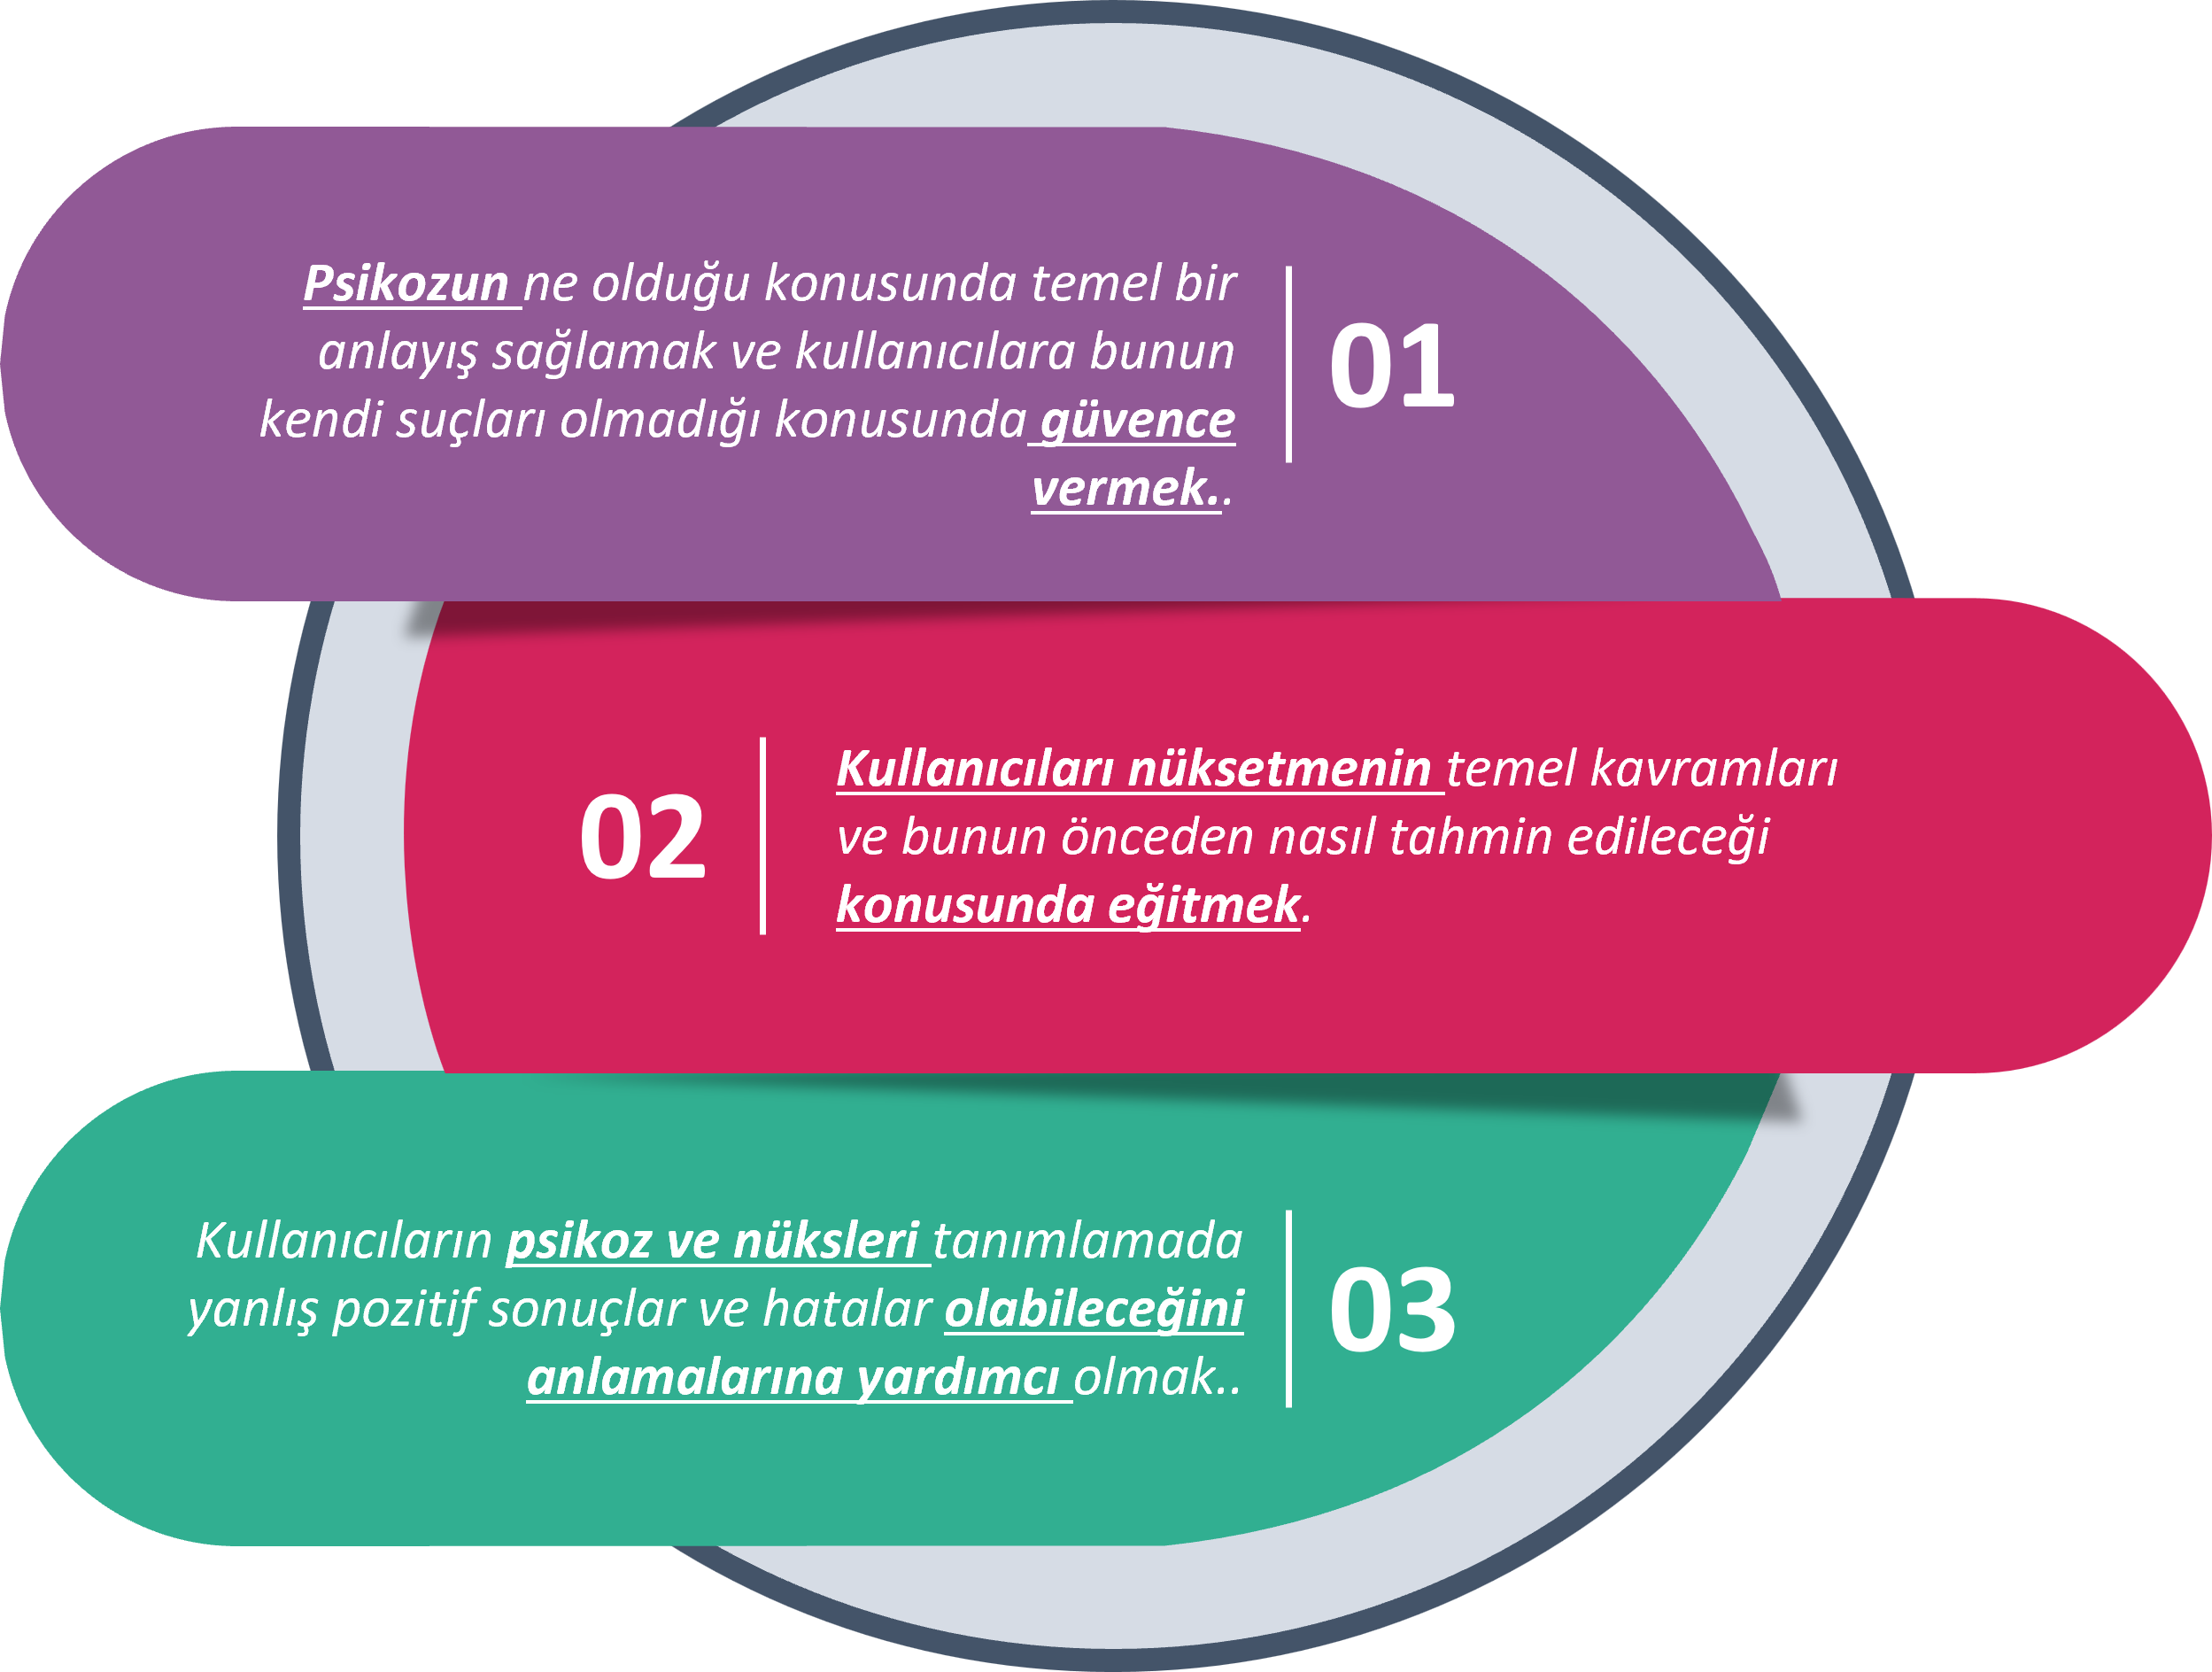 Psikozun ne olduğu konusunda temel bir
anlayış sağlamak ve kullanıcılara bunun
kendi suçları olmadığı konusunda güvence
vermek..
01
02
Kullanıcıları nüksetmenin temel kavramları
ve bunun önceden nasıl tahmin edileceği
konusunda eğitmek.
Kullanıcıların psikoz ve nüksleri tanımlamada
yanlış pozitif sonuçlar ve hatalar olabileceğini
anlamalarına yardımcı olmak..
03